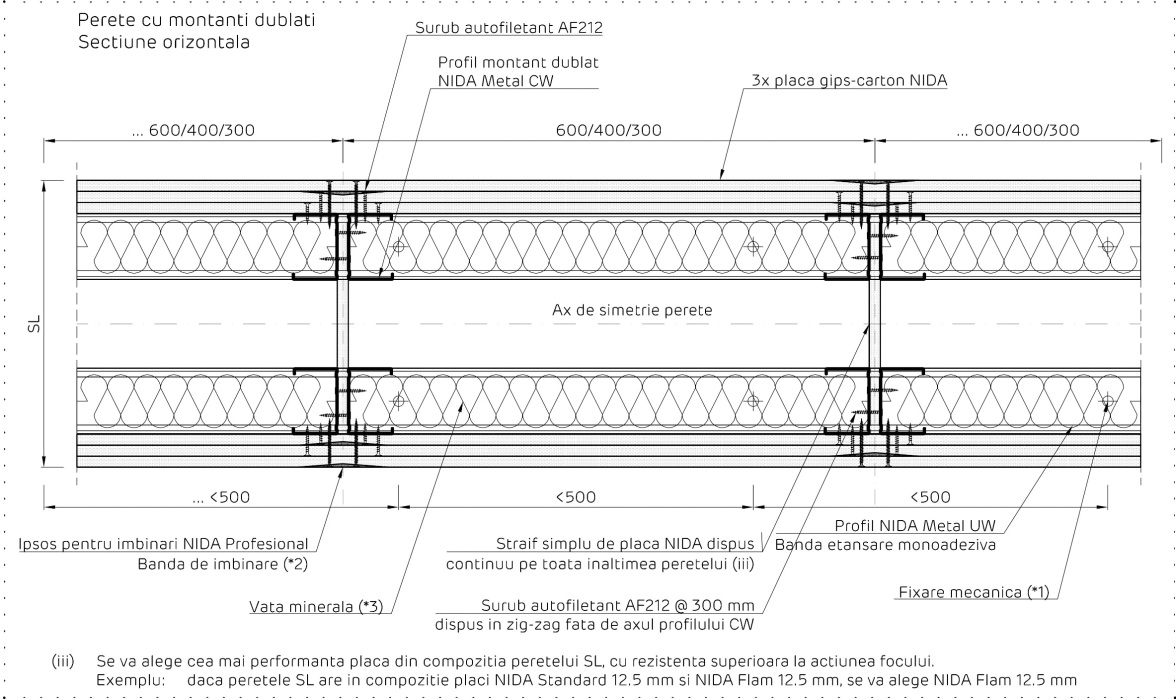 Perete cu montanti dublati
Sectiune orizontala
Surub autofiletant AF212
Profil montant dublat
NIDA Metal CW
3x placa gips-carton NIDA
... 600/400/300
600/400/300
... 600/400/300
SL
Ax de simetrie perete
... <500
<500
<500
Ipsos pentru imbinari NIDA Profesional
Banda de imbinare (*2)
Straif simplu de placa NIDA dispus
continuu pe toata inaltimea peretelui (iii)
Profil NIDA Metal UW
Banda etansare monoadeziva
Vata minerala (*3)
Surub autofiletant AF212 @ 300 mm
dispus in zig-zag fata de axul profilului CW
Fixare mecanica (*1)
(iii) Se va alege cea mai performanta placa din compozitia peretelui SL, cu rezistenta superioara la actiunea focului.
Exemplu: daca peretele SL are in compozitie placi NIDA Standard 12.5 mm si NIDA Flam 12.5 mm, se va alege NIDA Flam 12.5 mm